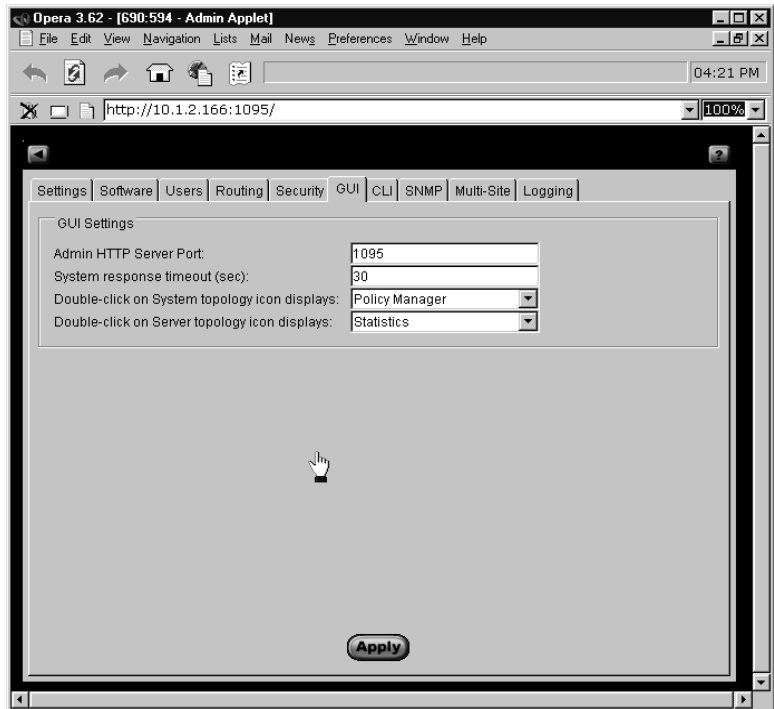 Opera 3.62 - [690:594 - Admin Applet]
File Edit View Navigation Lists Mail News Preferences Window Help
04:21 PM
http://10.1.2.166:1095/
100%
?
Settings Software Users Routing Security GUI CLI SNMP Multi-Site Logging
GUI Settings
Admin HTTP Server Port: 1095
System response timeout (sec): 30
Double-click on System topology icon displays: Policy Manager
Double-click on Server topology icon displays: Statistics
Apply